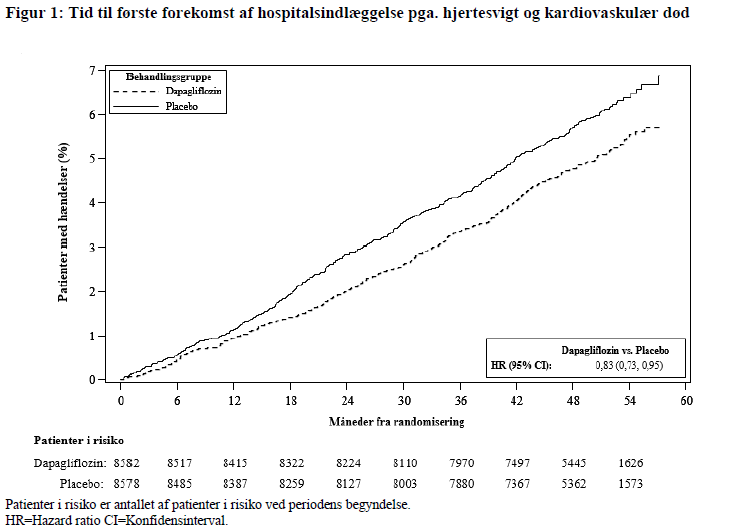 Figur 1: Tid til første forekomst af hospitalsindlæggelse pga. hjertesvigt og kardiovaskulær død
Behandlingsgruppe
Dapagliflozin
Placebo
Patienter med hændelser (%)
7
6
5
4
3
2
1
0
Dapagliflozin vs. Placebo
HR (95% CI): 0,83 (0,73, 0,95)
0 6 12 18 24 30 36 42 48 54 60
Måneder fra randomisering
Patienter i risiko
Dapagliflozin: 8582 8517 8415 8322 8224 8110 7970 7497 5445 1626
Placebo: 8578 8485 8387 8259 8127 8003 7880 7367 5362 1573
Patienter i risiko er antallet af patienter i risiko ved periodens begyndelse.
HR=Hazard ratio CI=Konfidensinterval.